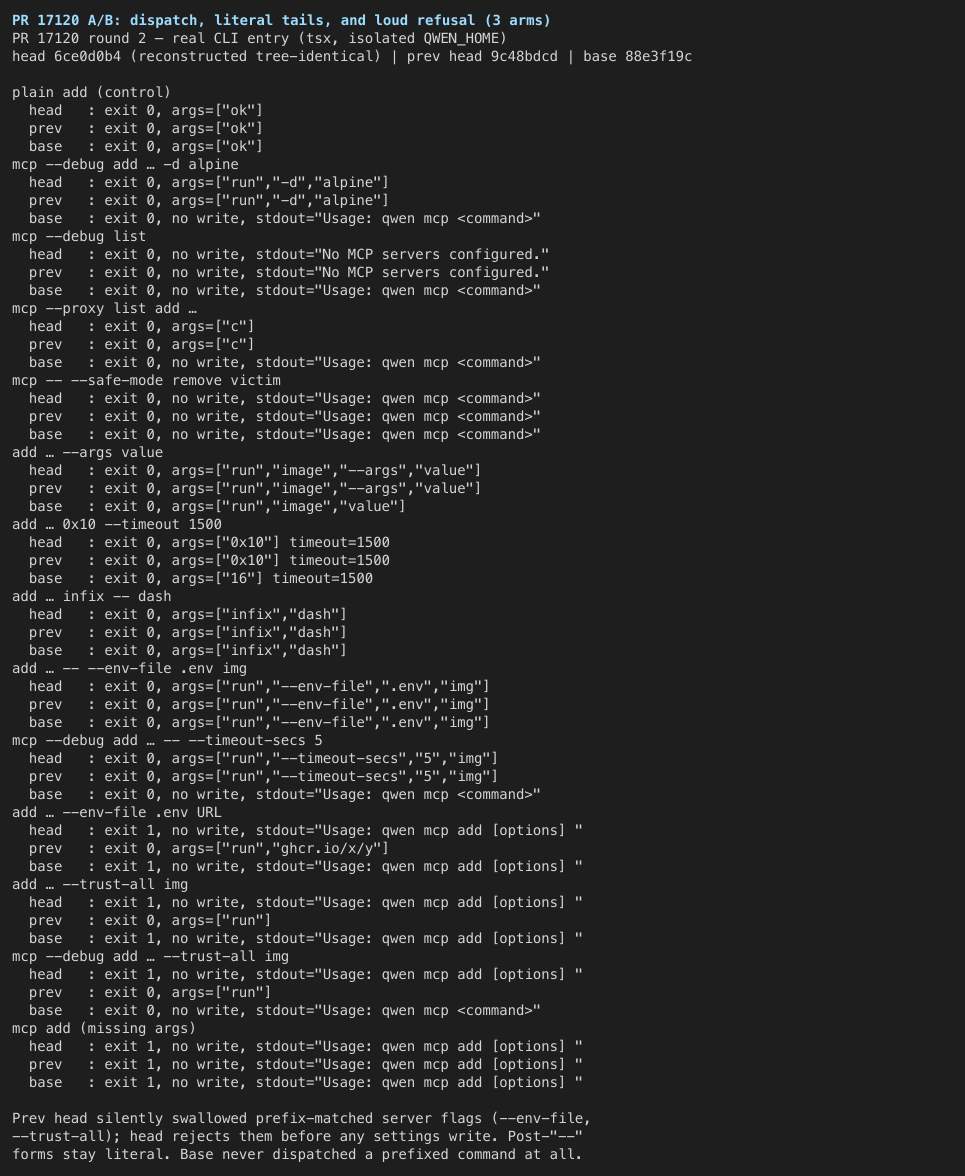 PR 17120 A/B: dispatch, literal tails, and loud refusal (3 arms)
PR 17120 round 2 — real CLI entry (tsx, isolated QWEN_HOME)
head 6ce0d0b4 (reconstructed tree-identical) | prev head 9c48bdcd | base 88e3f19c

plain add (control)
  head   : exit 0, args=["ok"]
  prev   : exit 0, args=["ok"]
  base   : exit 0, args=["ok"]
mcp --debug add … -d alpine
  head   : exit 0, args=["run","-d","alpine"]
  prev   : exit 0, args=["run","-d","alpine"]
  base   : exit 0, no write, stdout="Usage: qwen mcp <command>"
mcp --debug list
  head   : exit 0, no write, stdout="No MCP servers configured."
  prev   : exit 0, no write, stdout="No MCP servers configured."
  base   : exit 0, no write, stdout="Usage: qwen mcp <command>"
mcp --proxy list add …
  head   : exit 0, args=["c"]
  prev   : exit 0, args=["c"]
  base   : exit 0, no write, stdout="Usage: qwen mcp <command>"
mcp -- --safe-mode remove victim
  head   : exit 0, no write, stdout="Usage: qwen mcp <command>"
  prev   : exit 0, no write, stdout="Usage: qwen mcp <command>"
  base   : exit 0, no write, stdout="Usage: qwen mcp <command>"
add … --args value
  head   : exit 0, args=["run","image","--args","value"]
  prev   : exit 0, args=["run","image","--args","value"]
  base   : exit 0, args=["run","image","value"]
add … 0x10 --timeout 1500
  head   : exit 0, args=["0x10"] timeout=1500
  prev   : exit 0, args=["0x10"] timeout=1500
  base   : exit 0, args=["16"] timeout=1500
add … infix -- dash
  head   : exit 0, args=["infix","dash"]
  prev   : exit 0, args=["infix","dash"]
  base   : exit 0, args=["infix","dash"]
add … -- --env-file .env img
  head   : exit 0, args=["run","--env-file",".env","img"]
  prev   : exit 0, args=["run","--env-file",".env","img"]
  base   : exit 0, args=["run","--env-file",".env","img"]
mcp --debug add … -- --timeout-secs 5
  head   : exit 0, args=["run","--timeout-secs","5","img"]
  prev   : exit 0, args=["run","--timeout-secs","5","img"]
  base   : exit 0, no write, stdout="Usage: qwen mcp <command>"
add … --env-file .env URL
  head   : exit 1, no write, stdout="Usage: qwen mcp add [options] "
  prev   : exit 0, args=["run","ghcr.io/x/y"]
  base   : exit 1, no write, stdout="Usage: qwen mcp add [options] "
add … --trust-all img
  head   : exit 1, no write, stdout="Usage: qwen mcp add [options] "
  prev   : exit 0, args=["run"]
  base   : exit 1, no write, stdout="Usage: qwen mcp add [options] "
mcp --debug add … --trust-all img
  head   : exit 1, no write, stdout="Usage: qwen mcp add [options] "
  prev   : exit 0, args=["run"]
  base   : exit 0, no write, stdout="Usage: qwen mcp <command>"
mcp add (missing args)
  head   : exit 1, no write, stdout="Usage: qwen mcp add [options] "
  prev   : exit 1, no write, stdout="Usage: qwen mcp add [options] "
  base   : exit 1, no write, stdout="Usage: qwen mcp add [options] "

Prev head silently swallowed prefix-matched server flags (--env-file,
--trust-all); head rejects them before any settings write. Post-"--"
forms stay literal. Base never dispatched a prefixed command at all.